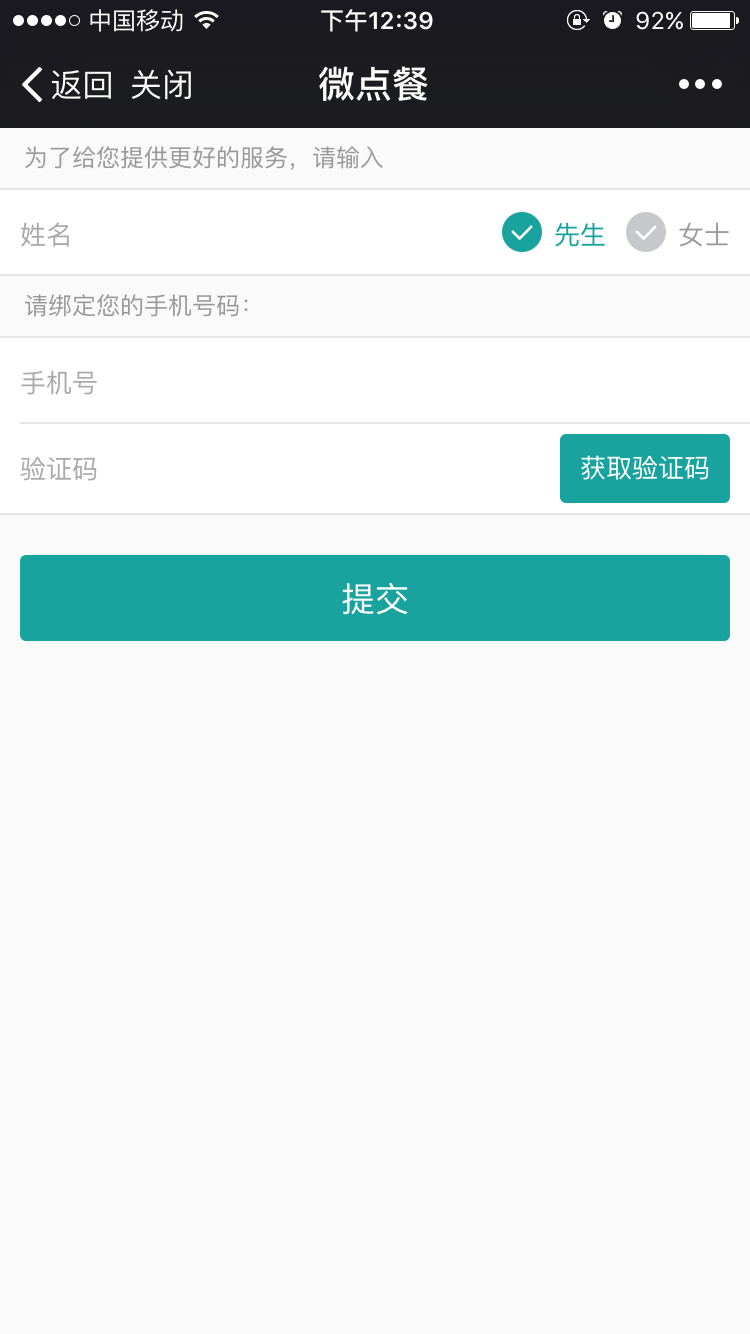 中国移动 下午12:39 92%
返回 关闭 微点餐
为了给您提供更好的服务，请输入
姓名 先生 女士
请绑定您的手机号码：
手机号
验证码 获取验证码
提交